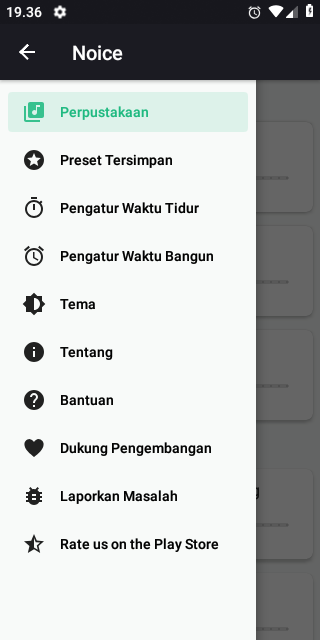 19.36
Noice
Perpustakaan
Preset Tersimpan
Pengatur Waktu Tidur
Pengatur Waktu Bangun
Tema
Tentang
Bantuan
Dukung Pengembangan
Laporkan Masalah
Rate us on the Play Store